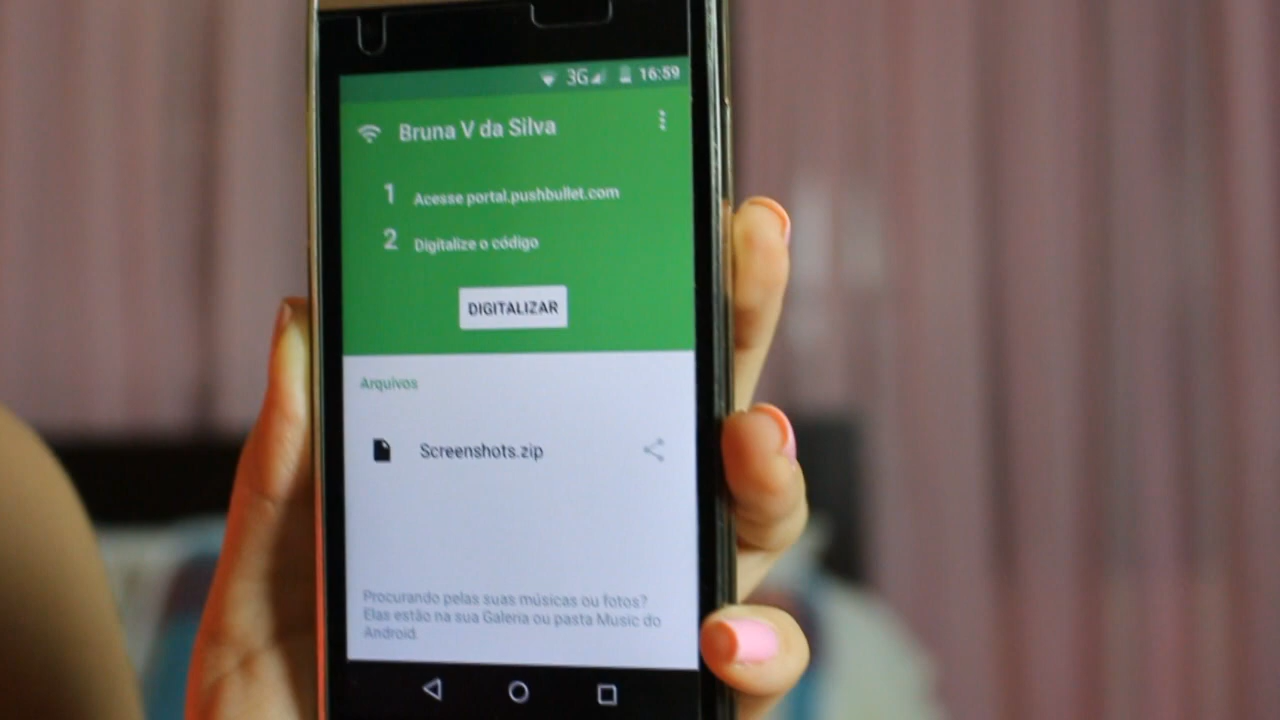 3G 16:59
Bruna V da Silva
1 Acesse portal.pushbullet.com
2 Digitalize o código
DIGITALIZAR
Arquivos
Screenshots.zip
Procurando pelas suas músicas ou fotos?
Elas estão na sua Galeria ou pasta Music do
Android.